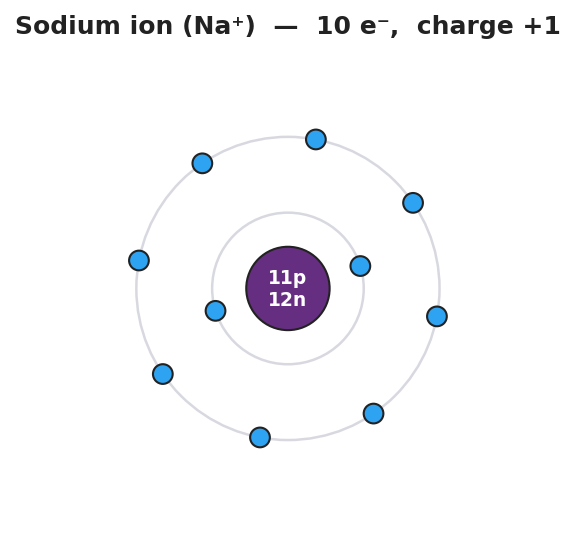 Sodium ion (Na⁺)  —  10 e⁻,  charge +1
11p
12n